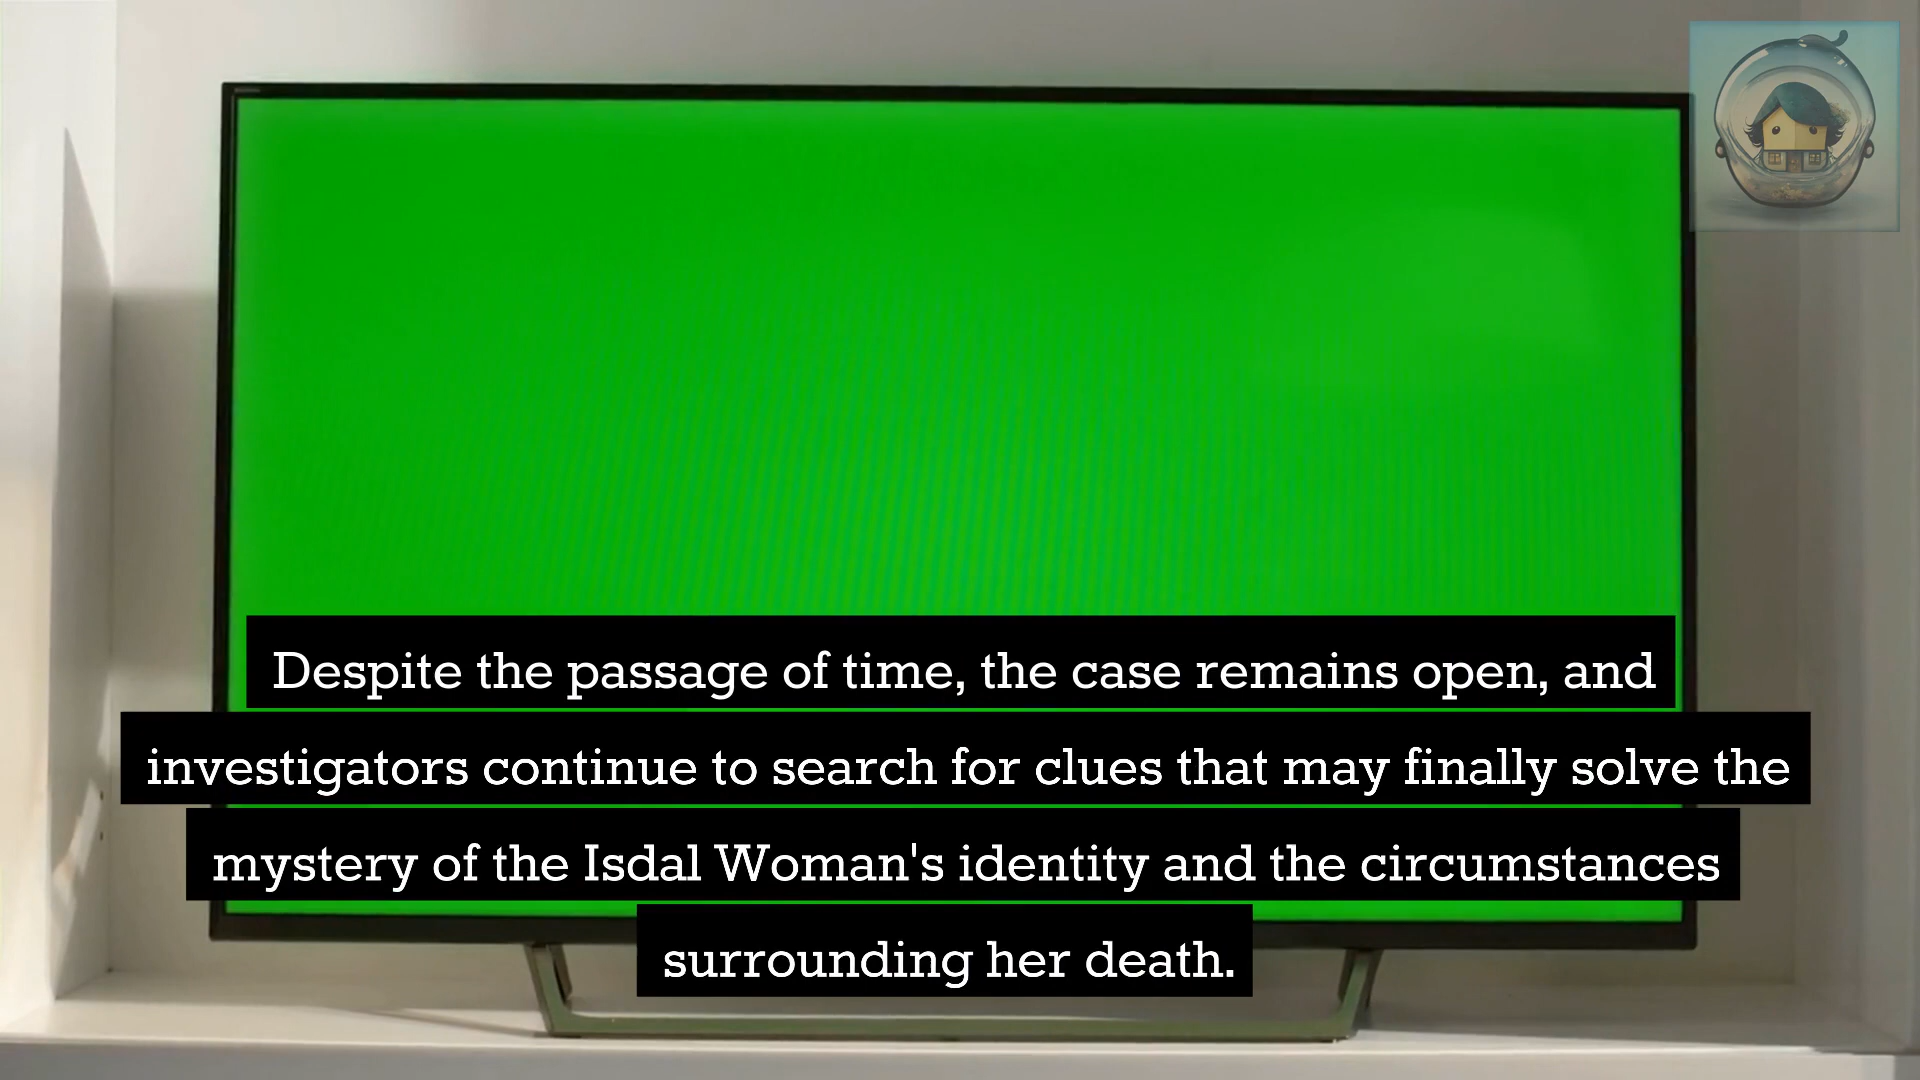 Despite the passage of time, the case remains open, and
investigators continue to search for clues that may finally solve the
mystery of the Isdal Woman's identity and the circumstances
surrounding her death.